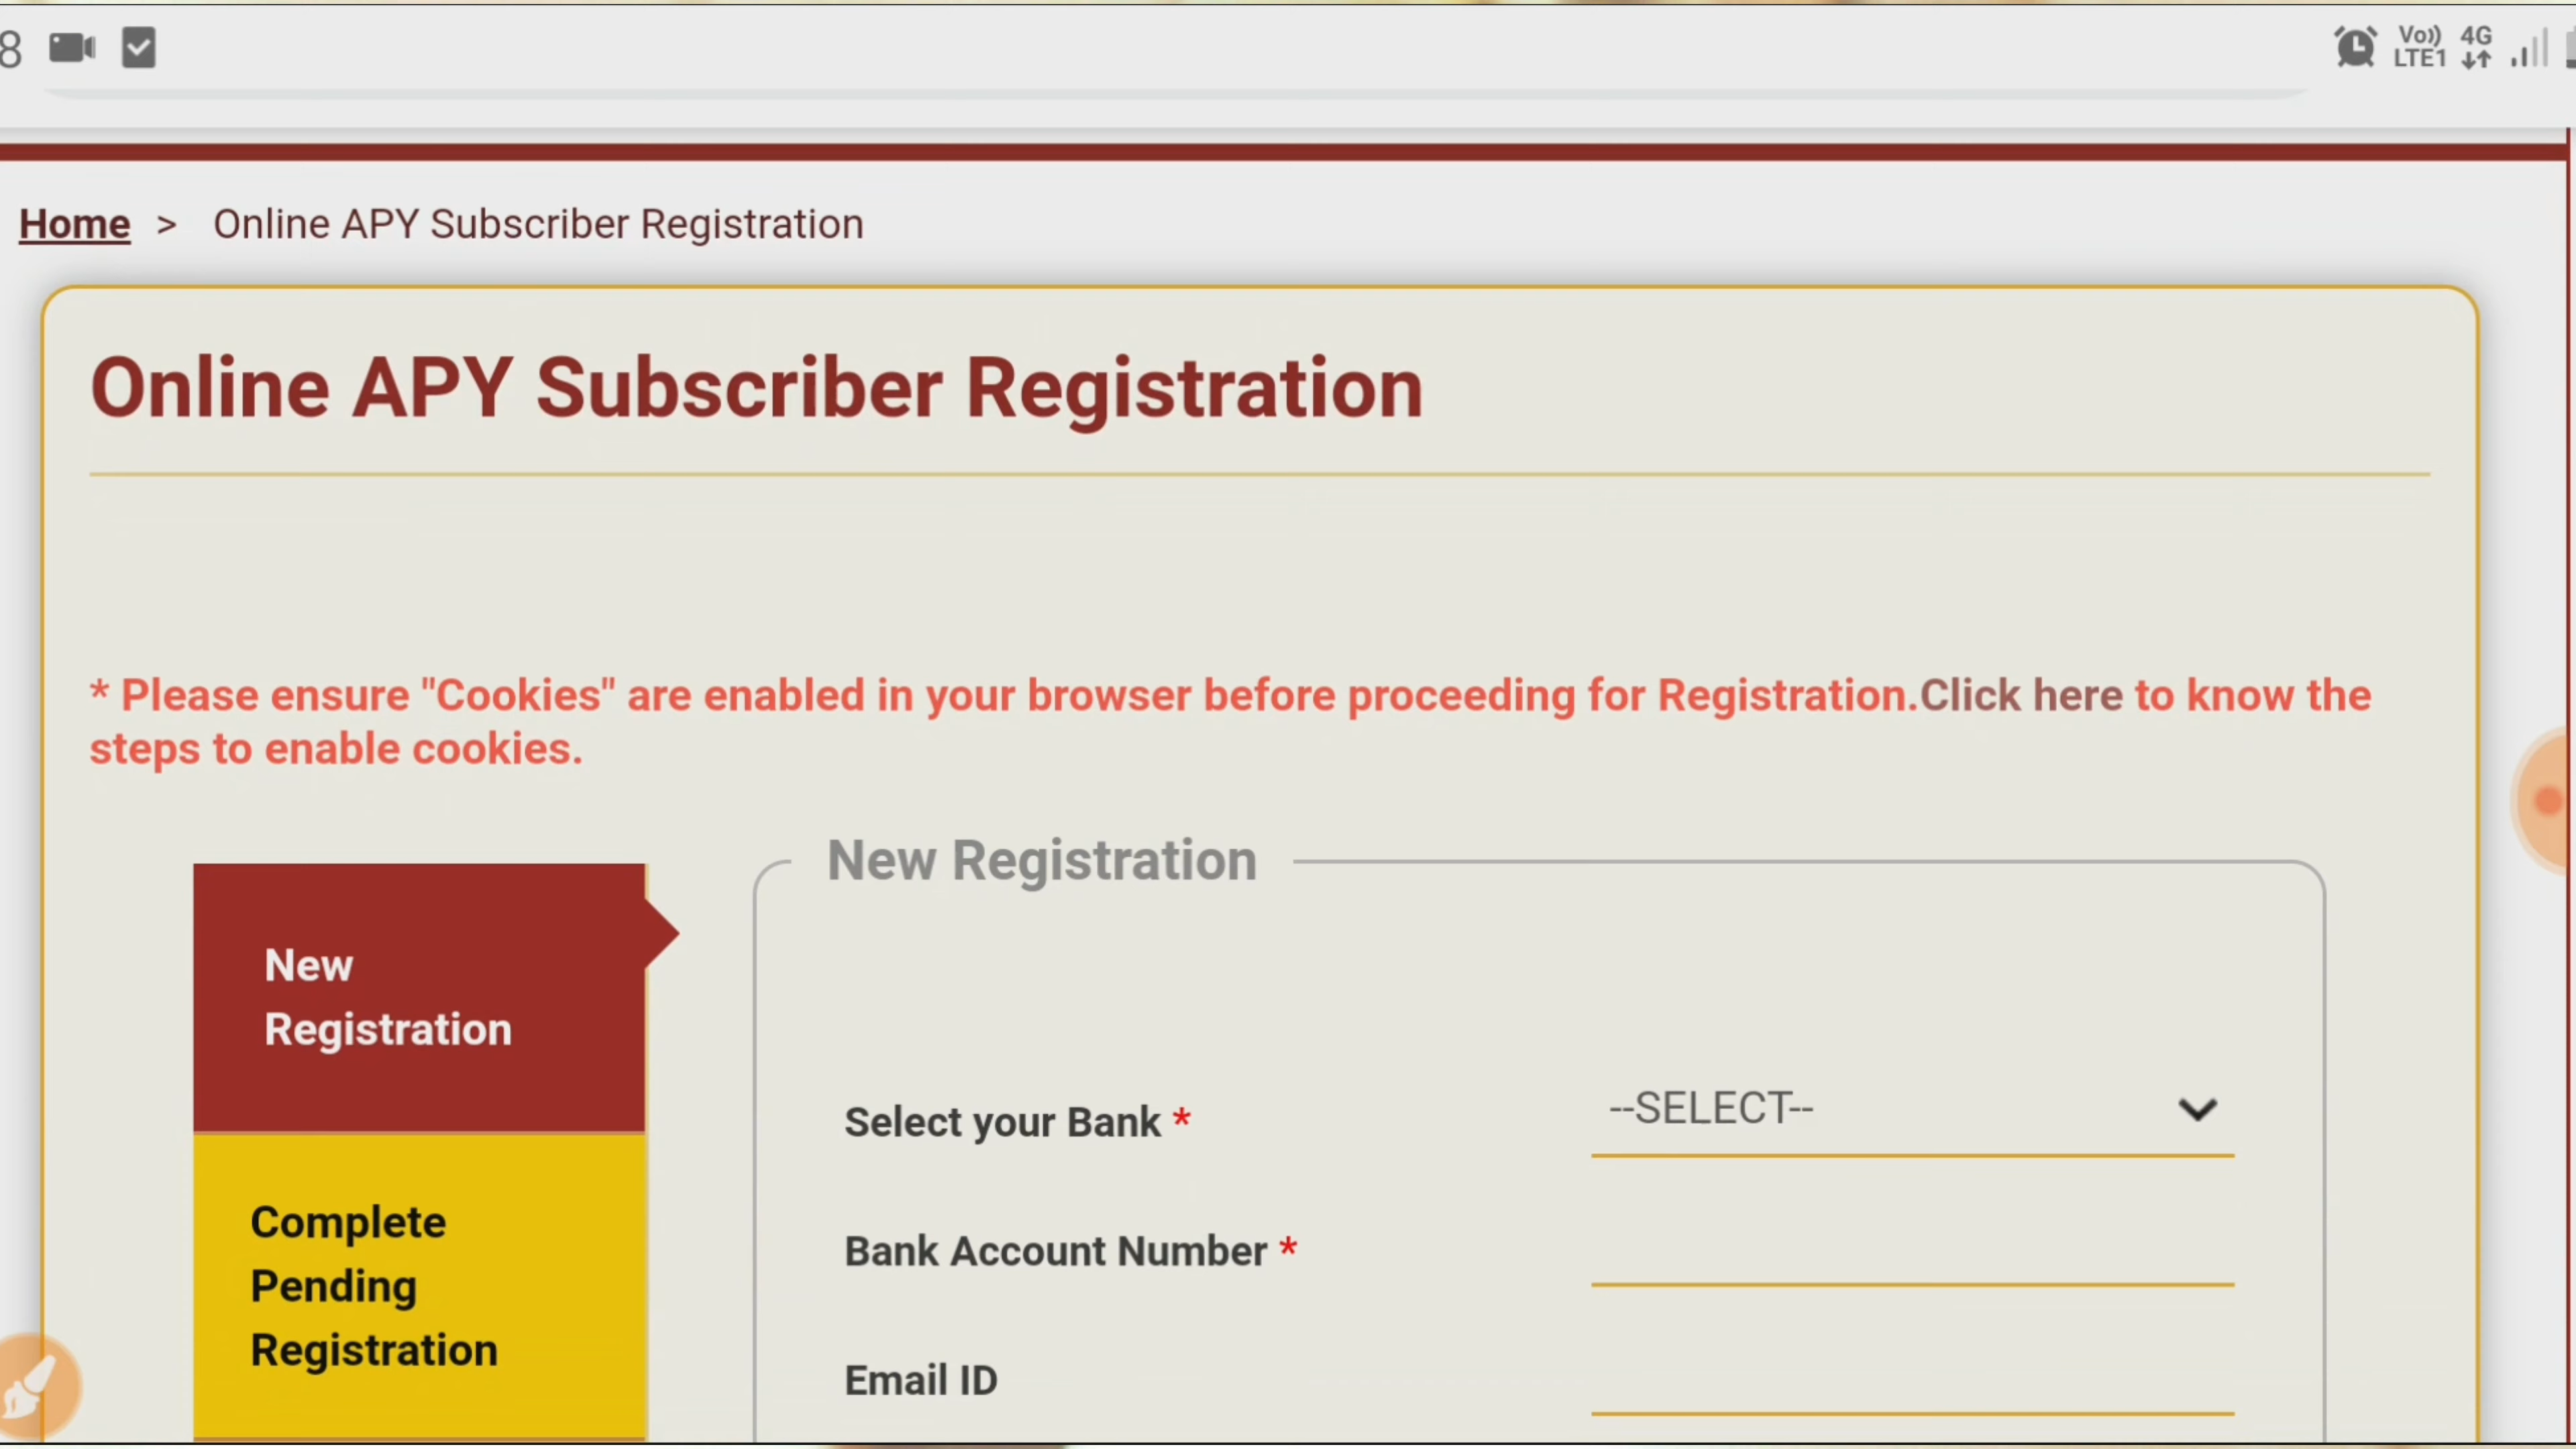 8
Vo))
LTE1
4G
Home > Online APY Subscriber Registration
Online APY Subscriber Registration
* Please ensure "Cookies" are enabled in your browser before proceeding for Registration.Click here to know the
steps to enable cookies.
New Registration
New
Registration
Select your Bank *
--SELECT--
Complete
Pending
Registration
Bank Account Number *
Email ID